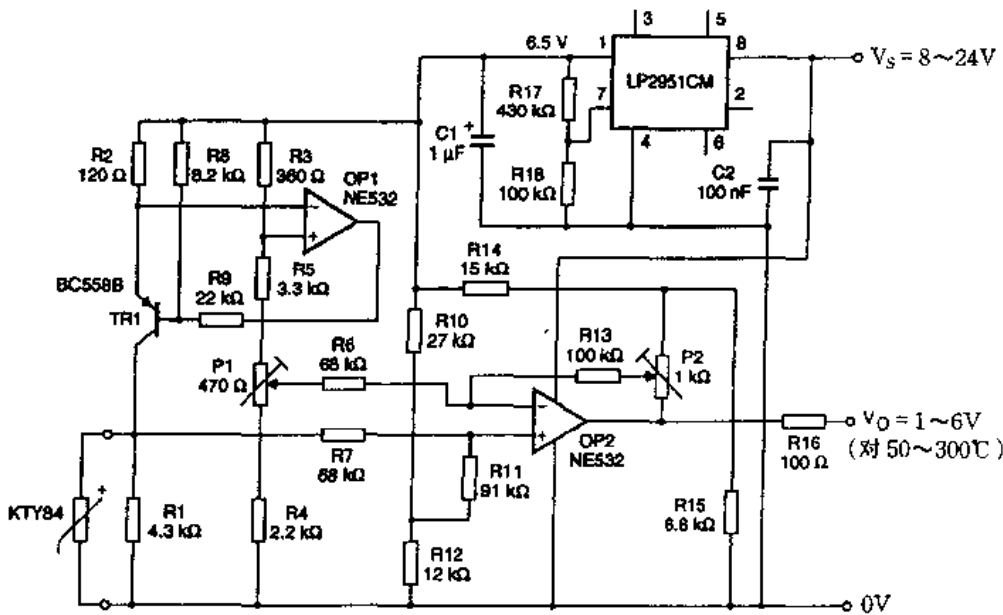 3
5
6.5 V
1
8
LP2951CM
7
2
4
6
Vs = 8～24V
R17
430 kΩ
C1
1 μF
+
R18
100 kΩ
C2
100 nF
R2
120 Ω
R8
8.2 kΩ
R3
360 Ω
OP1
NE532
−
+
R5
3.3 kΩ
BC558B
TR1
R9
22 kΩ
R14
15 kΩ
R10
27 kΩ
R6
68 kΩ
R13
100 kΩ
P1
470 Ω
P2
1 kΩ
−
+
OP2
NE532
R7
68 kΩ
R11
91 kΩ
R16
100 Ω
Vo = 1～6V
(对 50～300℃)
KTY84
+
R1
4.3 kΩ
R4
2.2 kΩ
R12
12 kΩ
R15
6.8 kΩ
0V